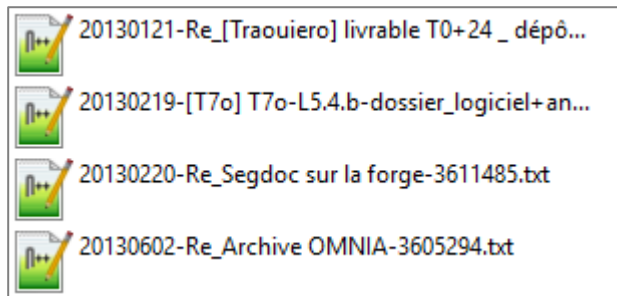 20130121-Re_[Traouiero] livrable T0+24 _ dépô...
20130219-[T7o] T7o-L5.4.b-dossier_logiciel+an...
20130220-Re_Segdoc sur la forge-3611485.txt
20130602-Re_Archive OMNIA-3605294.txt